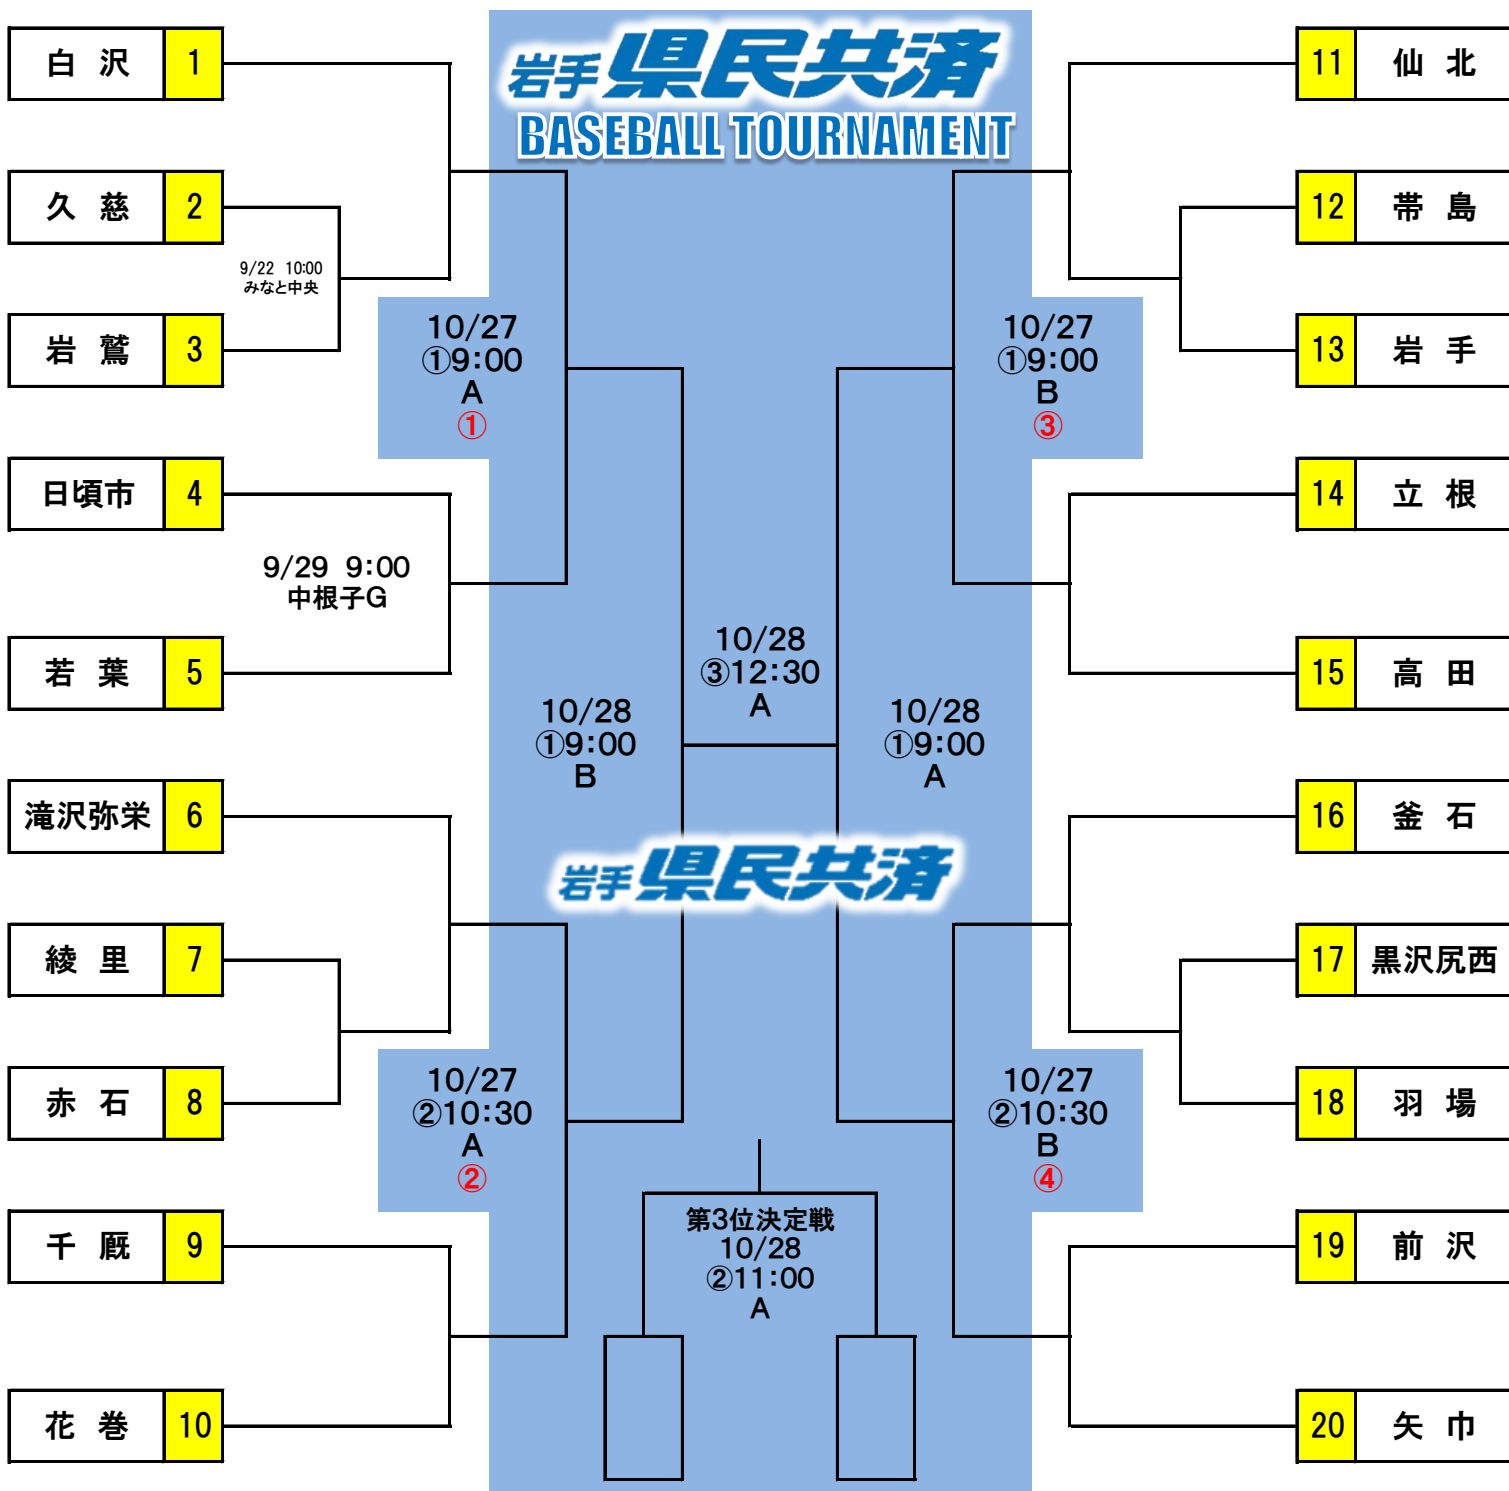 岩手県民共済
BASEBALL TOURNAMENT
白沢 1
久慈 2
9/22 10:00
みなと中央
岩鷲 3
10/27
①9:00
A
①
日頃市 4
9/29 9:00
中根子G
若葉 5
10/28
①9:00
B
滝沢弥栄 6
綾里 7
赤石 8
10/27
②10:30
A
②
千厩 9
花巻 10
10/28
③12:30
A
岩手県民共済
第3位決定戦
10/28
②11:00
A
11 仙北
12 帯島
13 岩手
10/27
①9:00
B
③
14 立根
15 高田
10/28
①9:00
A
16 釜石
17 黒沢尻西
18 羽場
10/27
②10:30
B
④
19 前沢
20 矢巾